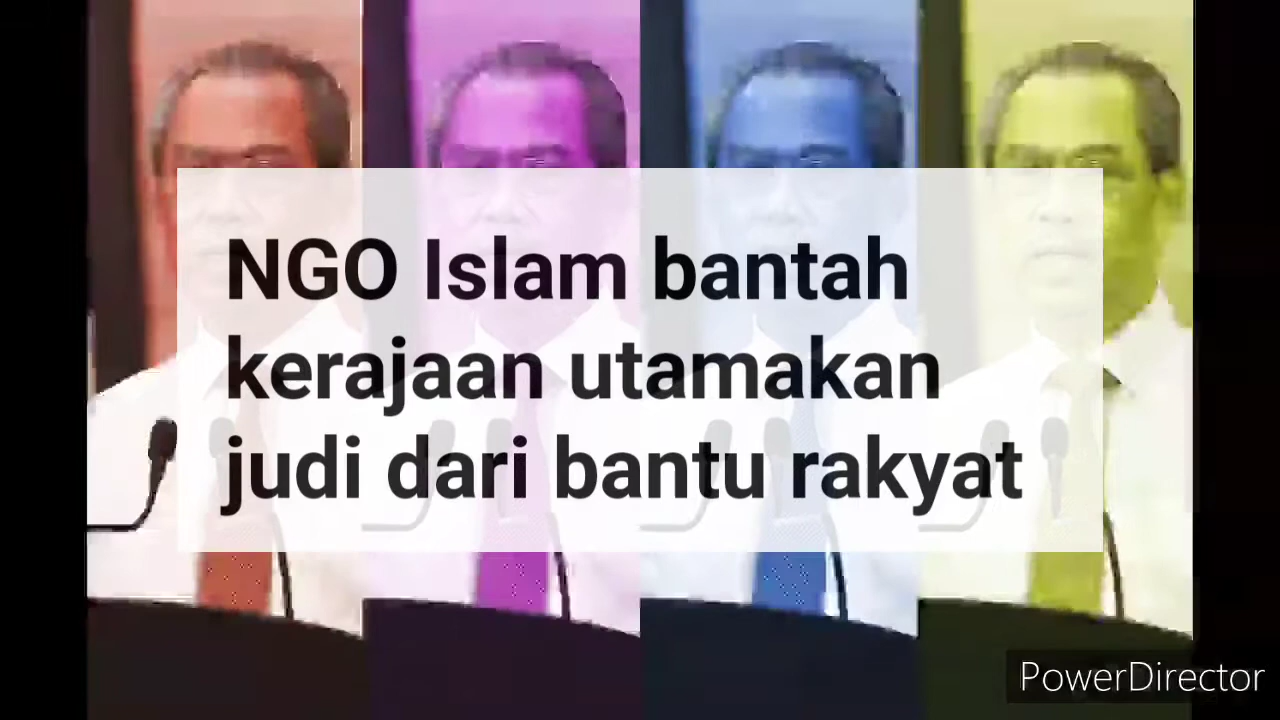 NGO Islam bantah
kerajaan utamakan
judi dari bantu rakyat
PowerDirector